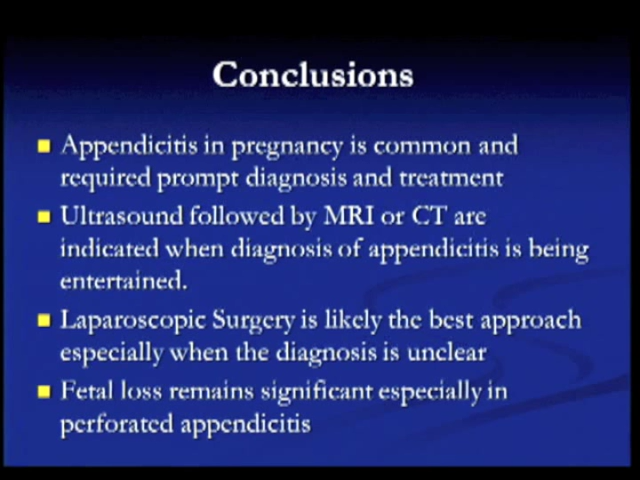 Conclusions
Appendicitis in pregnancy is common and
required prompt diagnosis and treatment
Ultrasound followed by MRI or CT are
indicated when diagnosis of appendicitis is being
entertained.
Laparoscopic Surgery is likely the best approach
especially when the diagnosis is unclear
Fetal loss remains significant especially in
perforated appendicitis